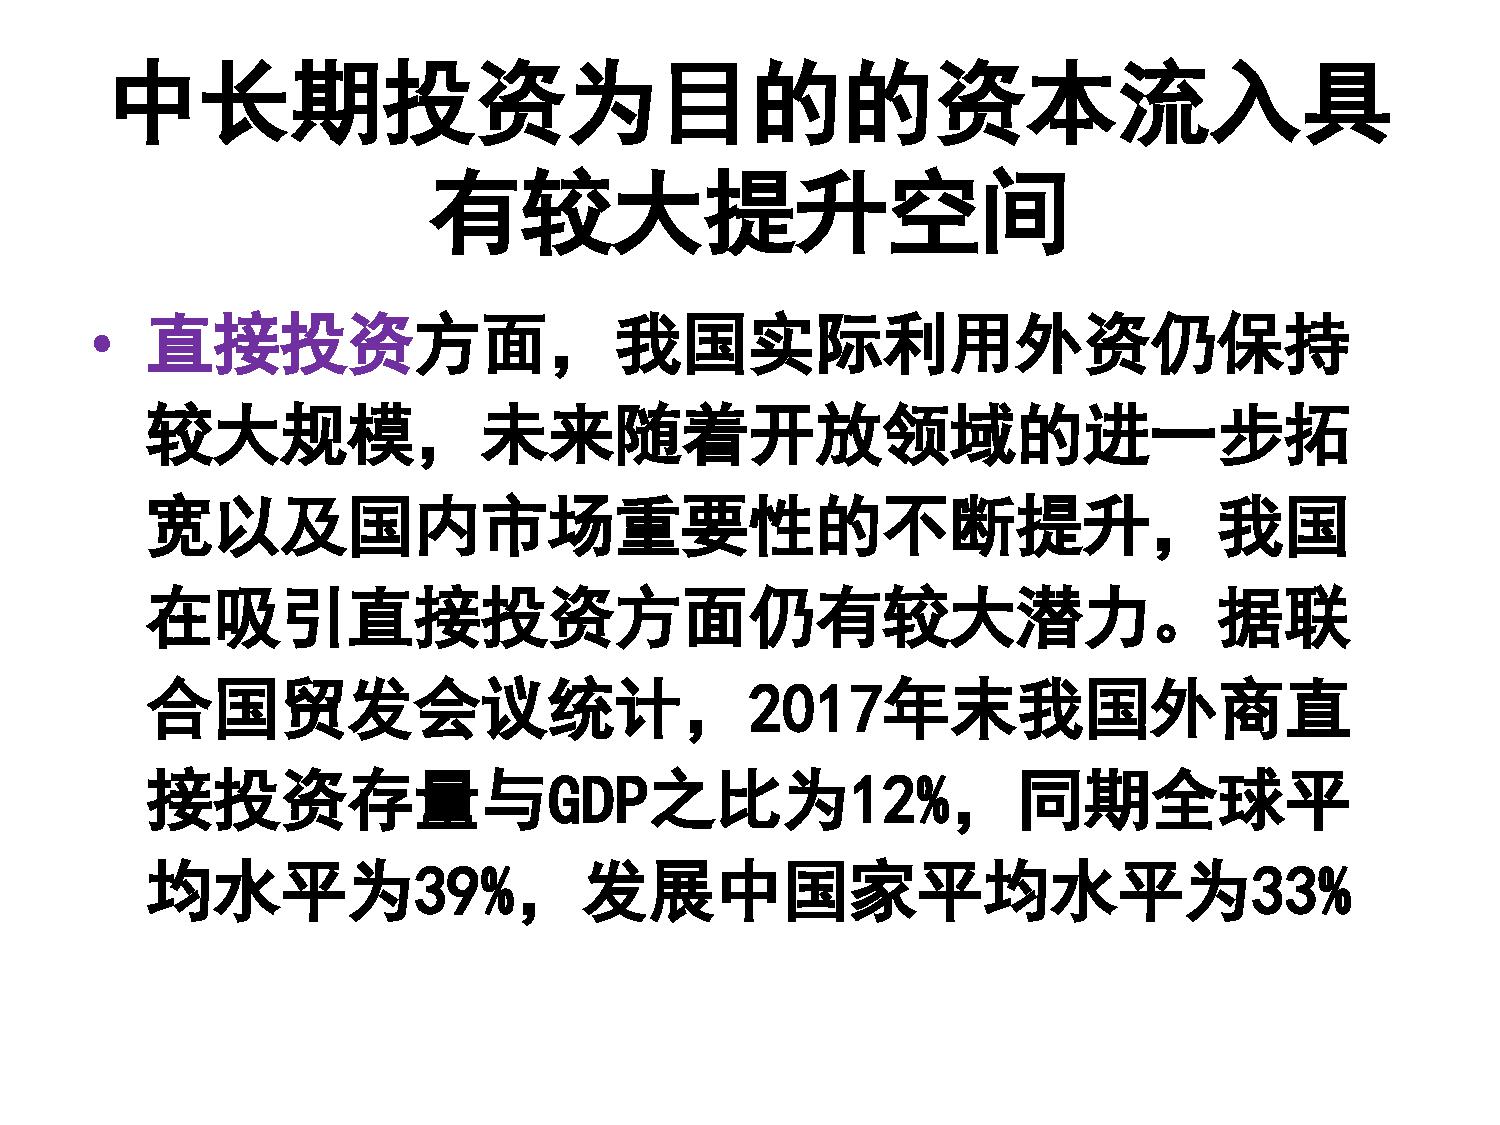 中长期投资为目的的资本流入具
有较大提升空间
• 直接投资方面，我国实际利用外资仍保持
较大规模，未来随着开放领域的进一步拓
宽以及国内市场重要性的不断提升，我国
在吸引直接投资方面仍有较大潜力。据联
合国贸发会议统计，2017年末我国外商直
接投资存量与GDP之比为12%，同期全球平
均水平为39%，发展中国家平均水平为33%